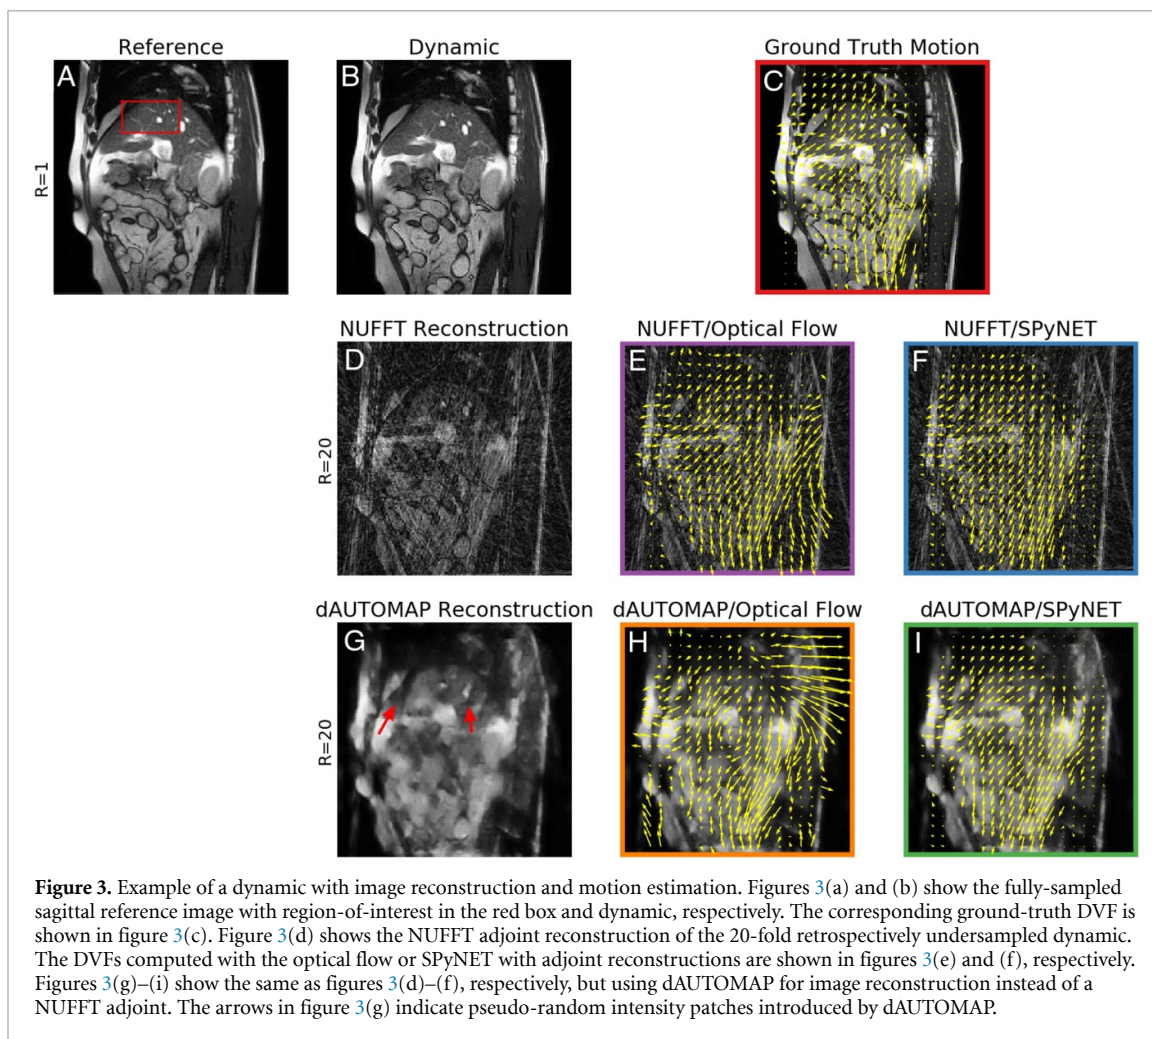 Reference
Dynamic
Ground Truth Motion
A
B
C
R=1
NUFFT Reconstruction
NUFFT/Optical Flow
NUFFT/SPyNET
D
E
F
R=20
dAUTOMAP Reconstruction
dAUTOMAP/Optical Flow
dAUTOMAP/SPyNET
G
H
I
R=20
Figure 3. Example of a dynamic with image reconstruction and motion estimation. Figures 3(a) and (b) show the fully-sampled
sagittal reference image with region-of-interest in the red box and dynamic, respectively. The corresponding ground-truth DVF is
shown in figure 3(c). Figure 3(d) shows the NUFFT adjoint reconstruction of the 20-fold retrospectively undersampled dynamic.
The DVFs computed with the optical flow or SPyNET with adjoint reconstructions are shown in figures 3(e) and (f), respectively.
Figures 3(g)–(i) show the same as figures 3(d)–(f), respectively, but using dAUTOMAP for image reconstruction instead of a
NUFFT adjoint. The arrows in figure 3(g) indicate pseudo-random intensity patches introduced by dAUTOMAP.